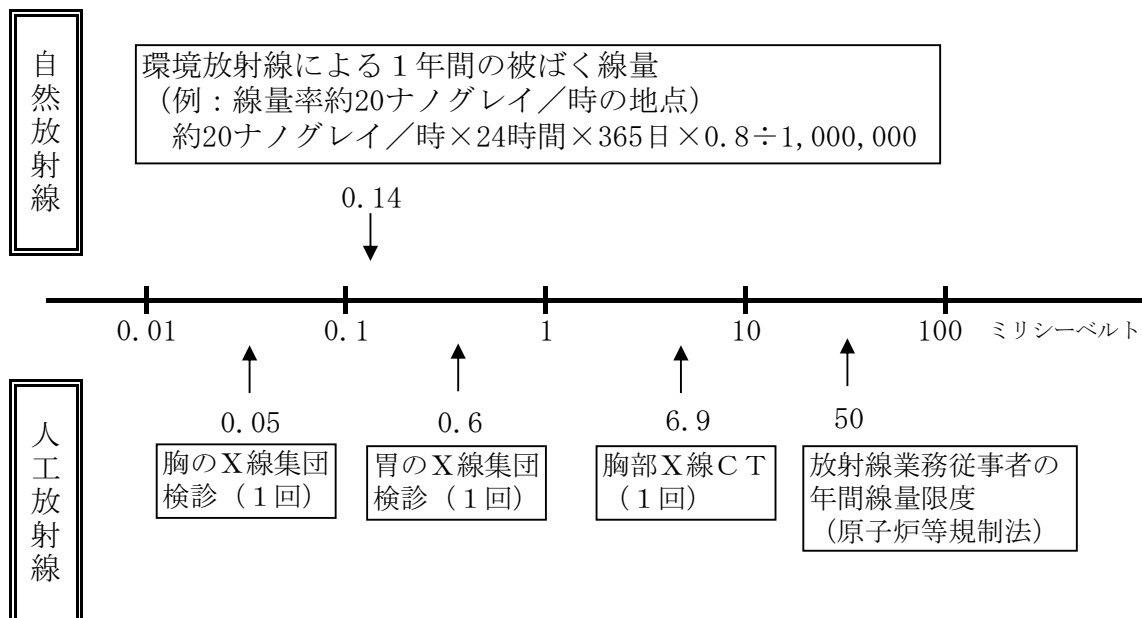 自然放射線
環境放射線による１年間の被ばく線量
（例：線量率約20ナノグレイ／時の地点）
約20ナノグレイ／時×24時間×365日×0.8÷1,000,000
0.14
0.01 0.1 1 10 100 ミリシーベルト
人工放射線
0.05
胸のＸ線集団
検診（１回）
0.6
胃のＸ線集団
検診（１回）
6.9
胸部Ｘ線ＣＴ
（１回）
50
放射線業務従事者の
年間線量限度
（原子炉等規制法）